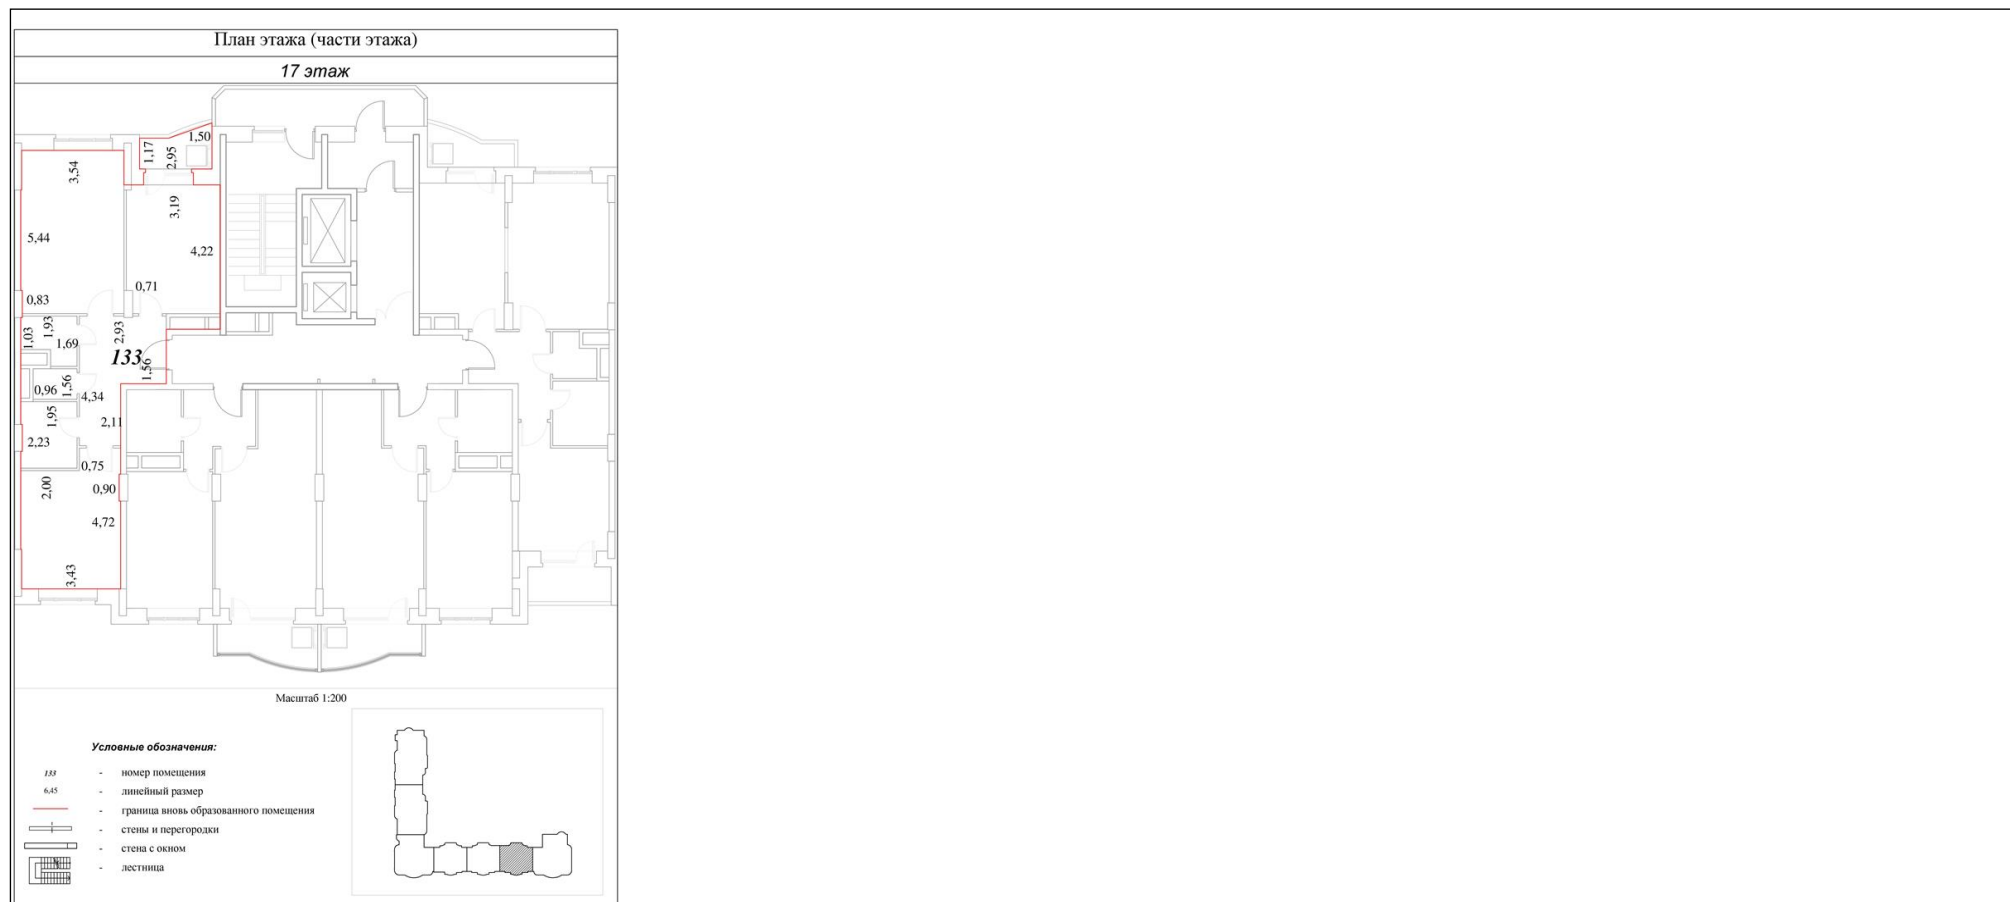 План этажа (части этажа)
17 этаж
1,50
1,17
2,95
3,54
3,19
5,44
4,22
0,71
0,83
1,03
1,93
2,93
1,69
133
1,56
0,96
1,56
4,34
1,95
2,11
2,23
0,75
2,00
0,90
4,72
3,43
Масштаб 1:200
Условные обозначения:
133 - номер помещения
6,45 - линейный размер
- граница вновь образованного помещения
- стены и перегородки
- стена с окном
- лестница